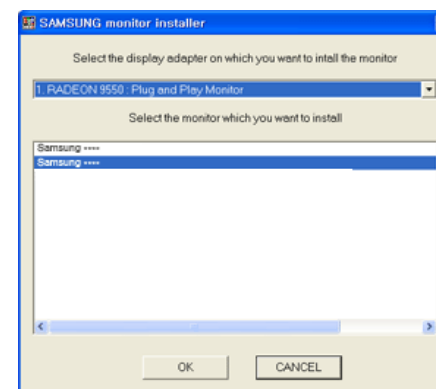 SAMSUNG monitor installer
Select the display adapter on which you want to intall the monitor
1. RADEON 9550 : Plug and Play Monitor
Select the monitor which you want to install
Samsung ****
Samsung ****
OK
CANCEL